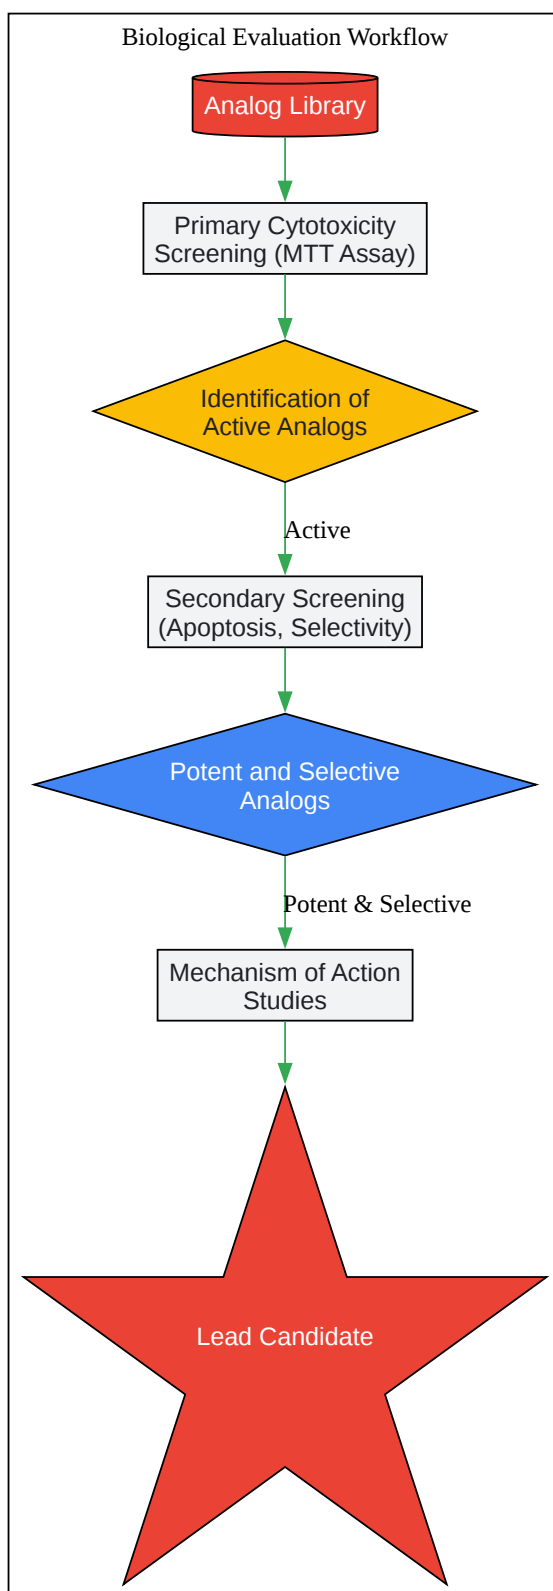 Biological Evaluation Workflow
Analog Library
Primary Cytotoxicity
Screening (MTT Assay)
Identification of
Active Analogs
Active
Secondary Screening
(Apoptosis, Selectivity)
Potent and Selective
Analogs
Potent & Selective
Mechanism of Action
Studies
Lead Candidate